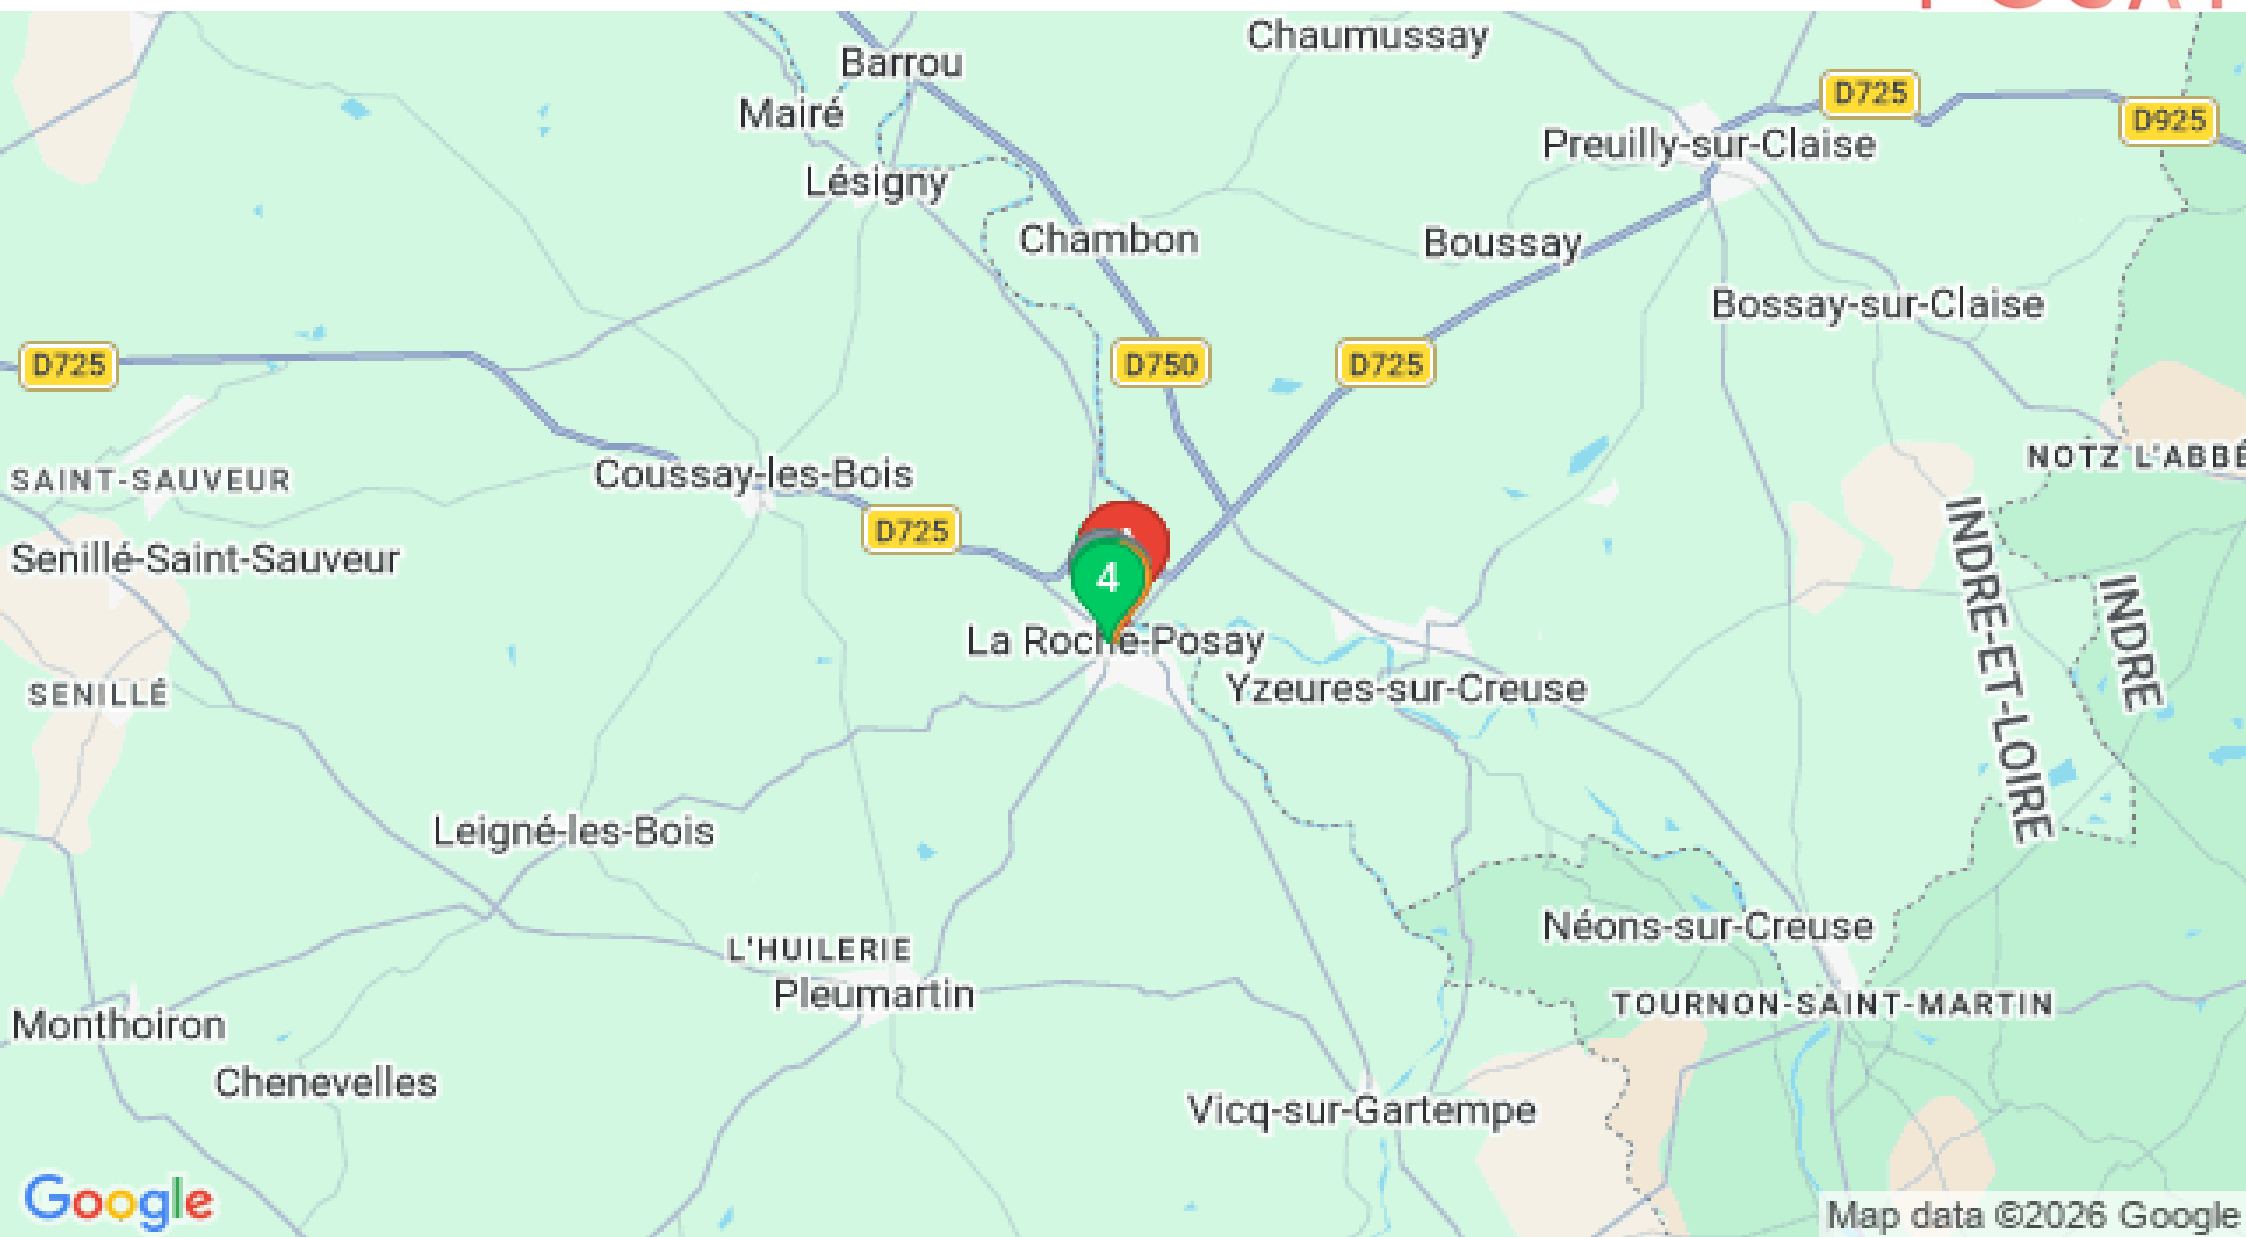 Chaumussay
Barrou
D725
Mairé
D925
Preuilly-sur-Claise
Lésigny
Chambon
Boussay
Bossay-sur-Claise
D725
D750
D725
NOTZ L'ABBÉ
SAINT-SAUVEUR
Coussay-les-Bois
D725
Senillé-Saint-Sauveur
4
INDRE-ET-LOIRE
INDRE
La Roche-Posay
Yzeures-sur-Creuse
SENILLÉ
Leigné-les-Bois
Néons-sur-Creuse
L'HUILERIE
Pleumartin
TOURNON-SAINT-MARTIN
Monthoiron
Chenevelles
Vicq-sur-Gartempe
Google
Map data ©2026 Google